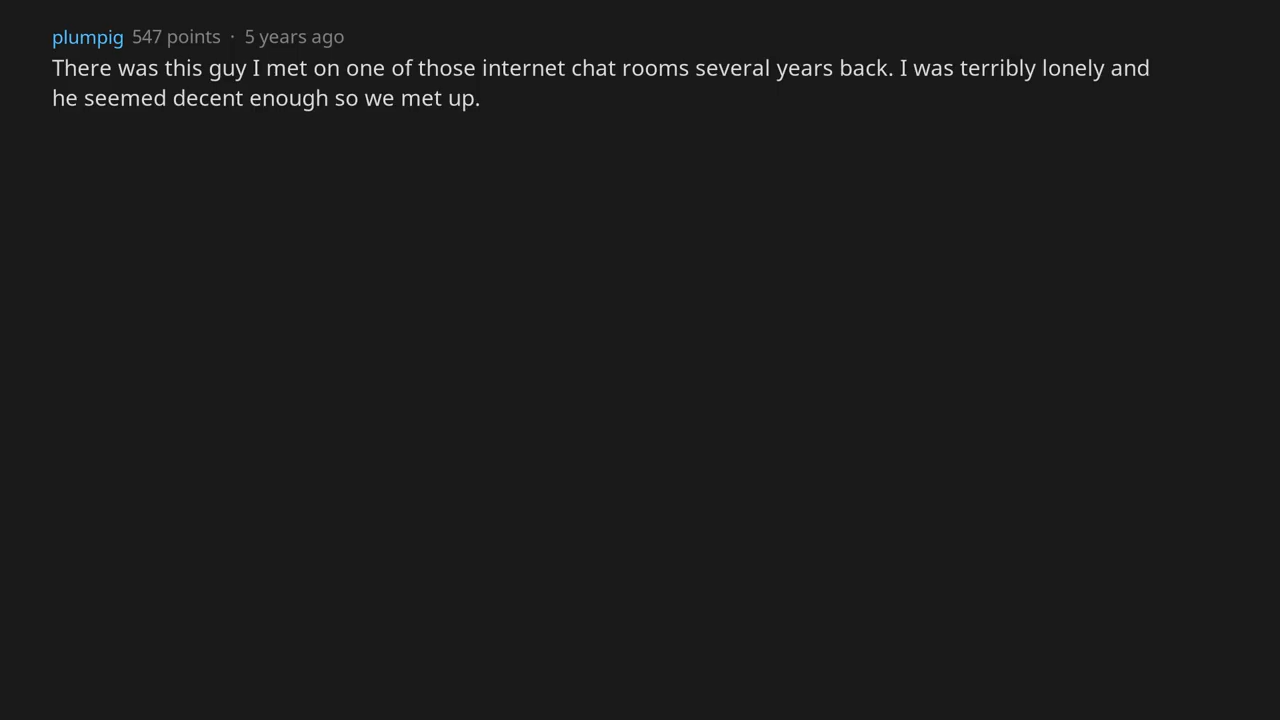 plumpig 547 points · 5 years ago
There was this guy I met on one of those internet chat rooms several years back. I was terribly lonely and
he seemed decent enough so we met up.